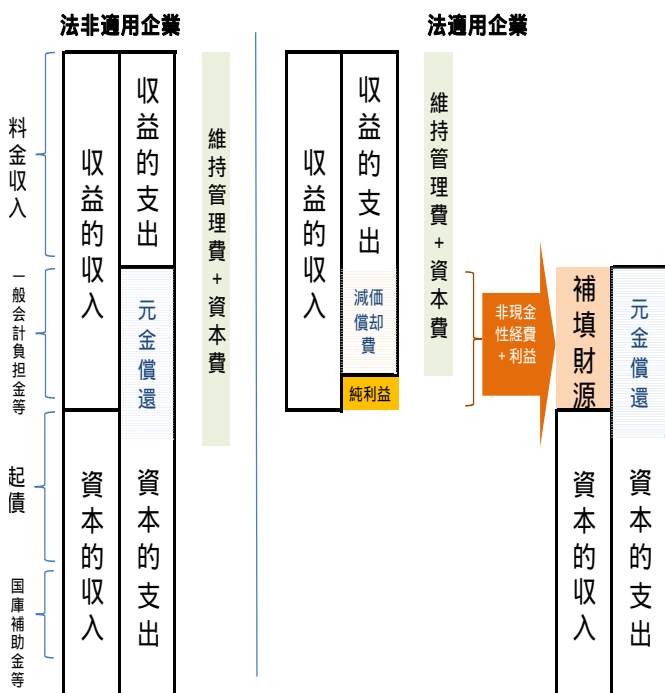 法非適用企業
料金収入
一般会計負担金等
起債
国庫補助金等
収益的収入
資本的収入
収益的支出
元金償還
資本的支出
維持管理費+資本費
法適用企業
収益的収入
収益的支出
減価
償却
費
純利益
維持管理費+資本費
非現金
性経費
+利益
補填財源
資本的収入
元金償還
資本的支出